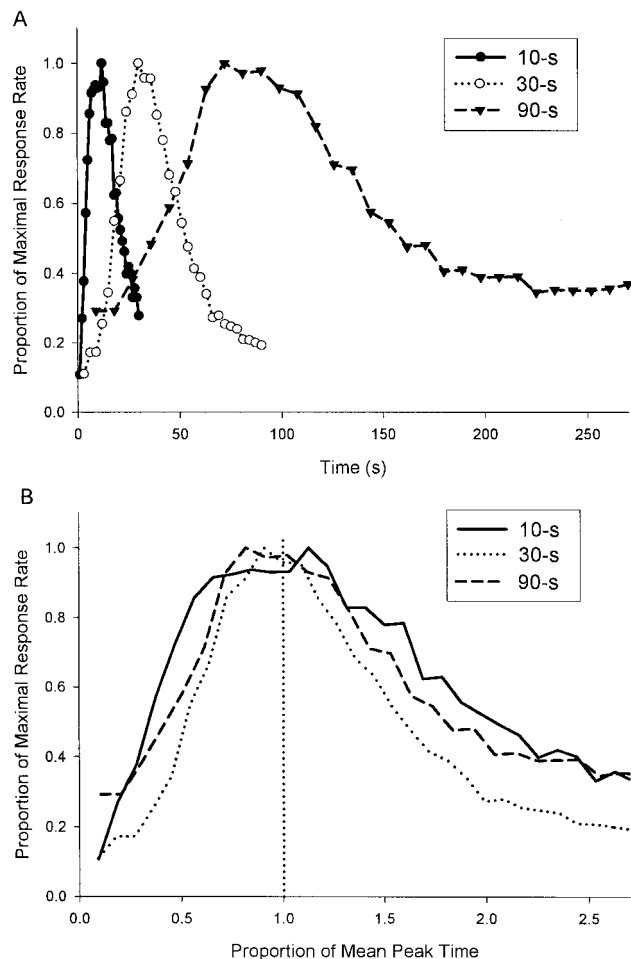 A
10-s
30-s
90-s
Proportion of Maximal Response Rate
1.0
0.8
0.6
0.4
0.2
0.0
0 50 100 150 200 250
Time (s)
B
10-s
30-s
90-s
Proportion of Maximal Response Rate
1.0
0.8
0.6
0.4
0.2
0.0
0.0 0.5 1.0 1.5 2.0 2.5
Proportion of Mean Peak Time